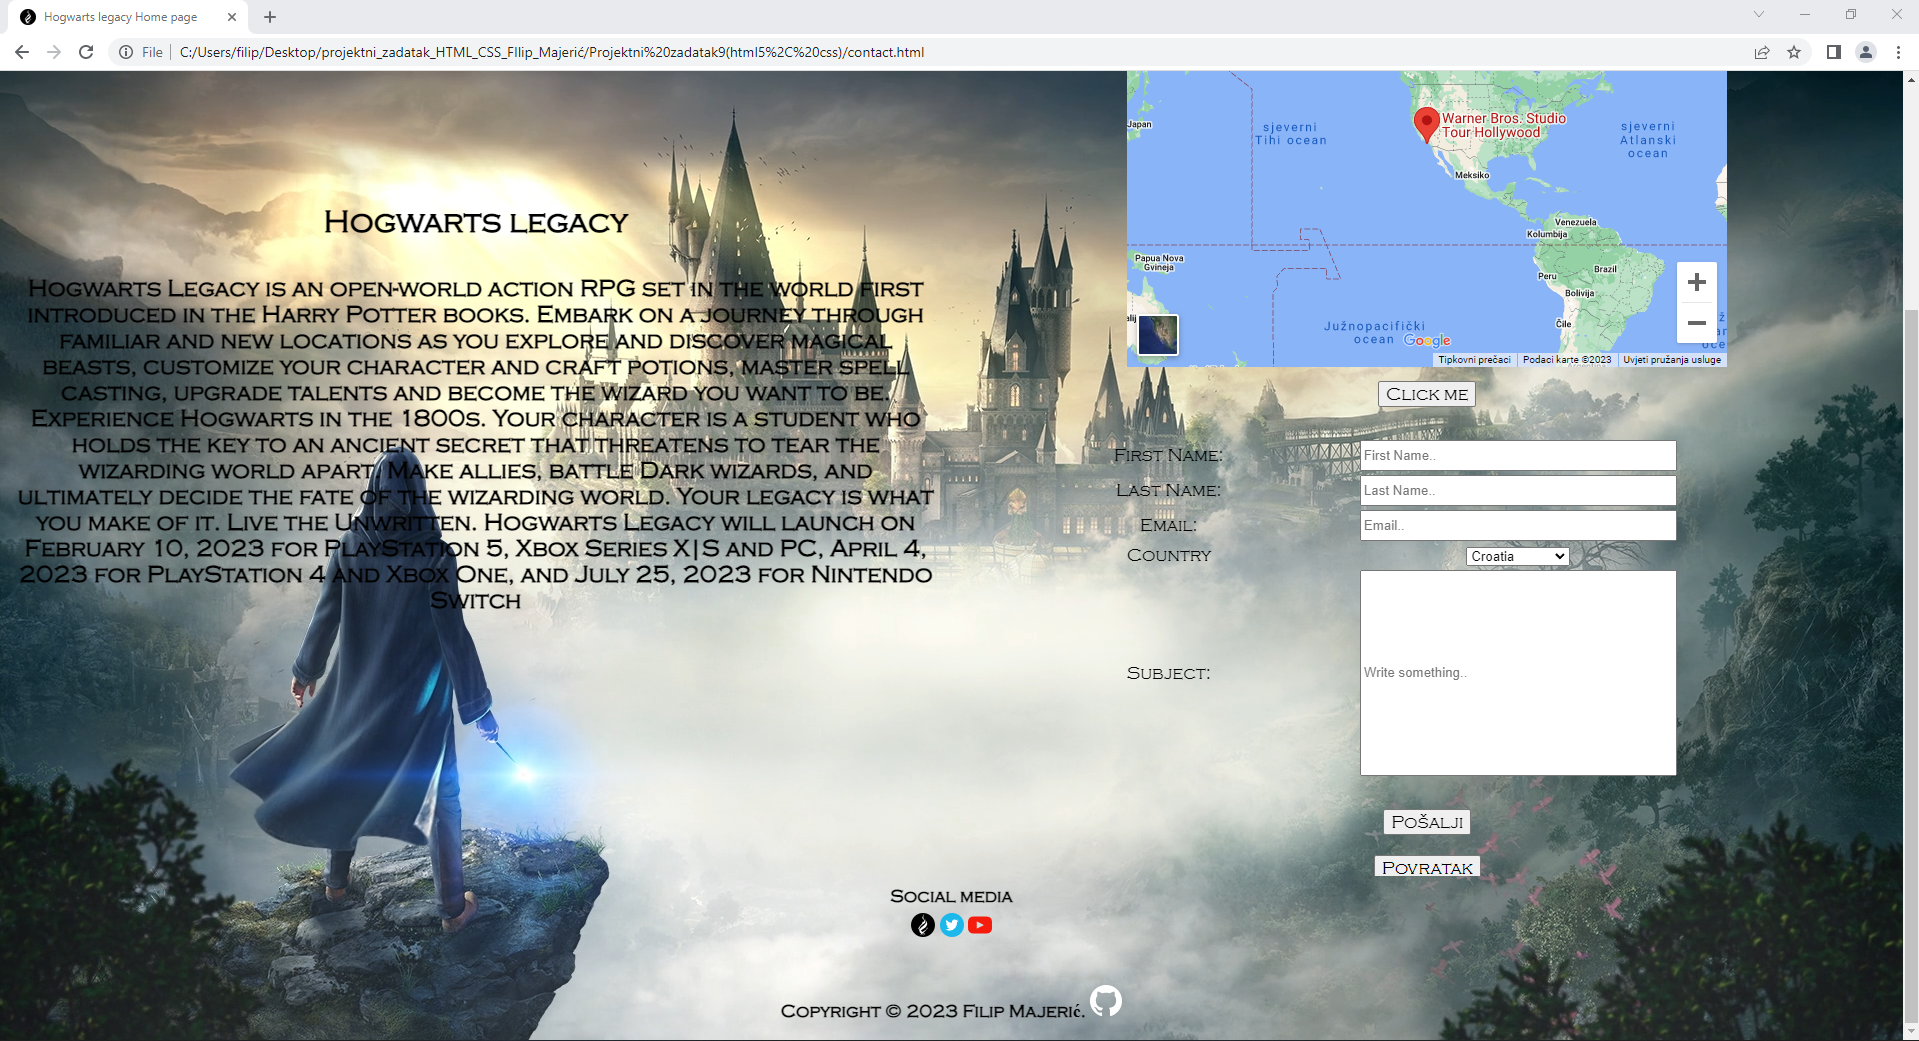 Hogwarts legacy Home page
File
C:/Users/filip/Desktop/projektni_zadatak_HTML_CSS_FIlip_Majerić/Projektni%20zadatak9(html5%2C%20css)/contact.html
Hogwarts legacy
Hogwarts Legacy is an open-world action RPG set in the world first
introduced in the Harry Potter books. Embark on a journey through
familiar and new locations as you explore and discover magical
beasts, customize your character and craft potions, master spell
casting, upgrade talents and become the wizard you want to be.
Experience Hogwarts in the 1800s. Your character is a student who
holds the key to an ancient secret that threatens to tear the
wizarding world apart. Make allies, battle Dark wizards, and
ultimately decide the fate of the wizarding world. Your legacy is what
you make of it. Live the Unwritten. Hogwarts Legacy will launch on
February 10, 2023 for PlayStation 5, Xbox Series X|S and PC, April 4,
2023 for PlayStation 4 and Xbox One, and July 25, 2023 for Nintendo
Switch
Japan
sjeverni
Tihi ocean
Warner Bros. Studio
Tour Hollywood
sjeverni
Atlanski
ocean
Meksiko
Venezuela
Kolumbija
Papua Nova
Gvineja
Peru
Brazil
Bolivija
Čile
Južnopacifički
ocean
Google
Tipkovni prečaci
Podaci karte ©2023
Uvjeti pružanja usluge
Click me
First Name:
First Name..
Last Name:
Last Name..
Email:
Email..
Country
Croatia
Subject:
Write something..
Pošalji
Povratak
Social media
Copyright © 2023 Filip Majerić.